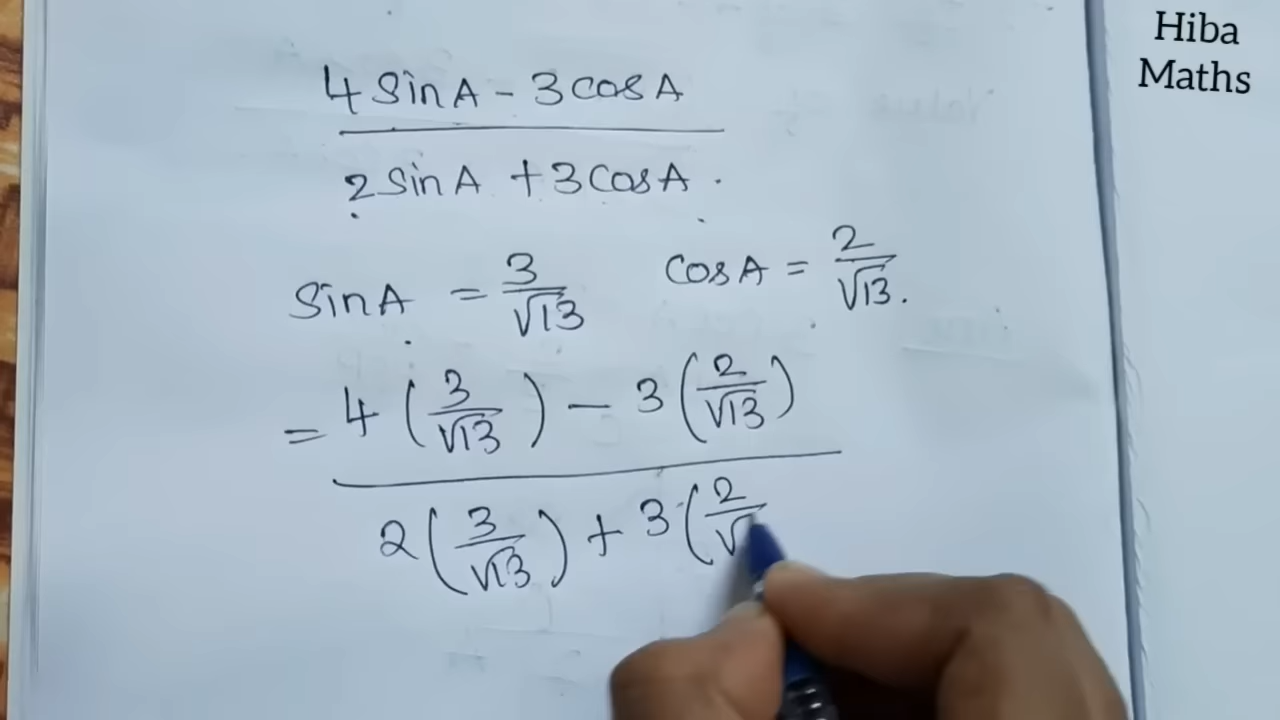 Hiba
Maths
4 SinA - 3 cosA
2 SinA + 3 CosA .
SinA = 3/√13 CosA = 2/√13.
= 4 (3/√13) - 3 (2/√13)
2 (3/√13) + 3 (2/√